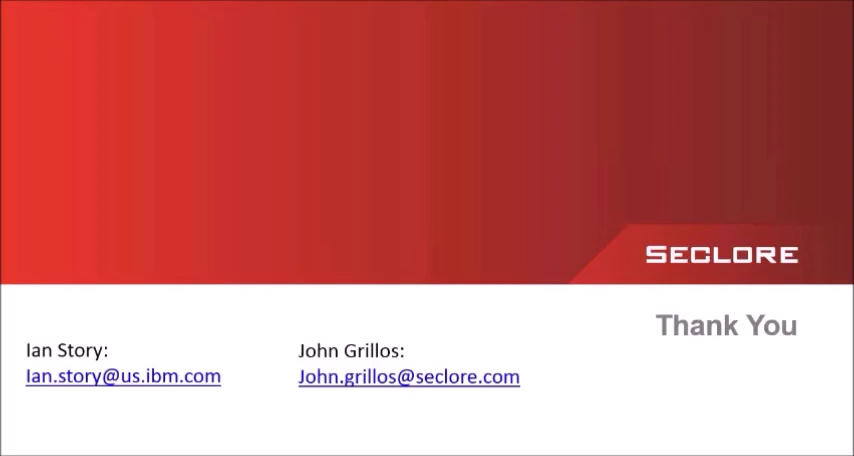 SECLORE
Thank You
Ian Story:
Ian.story@us.ibm.com
John Grillos:
John.grillos@seclore.com